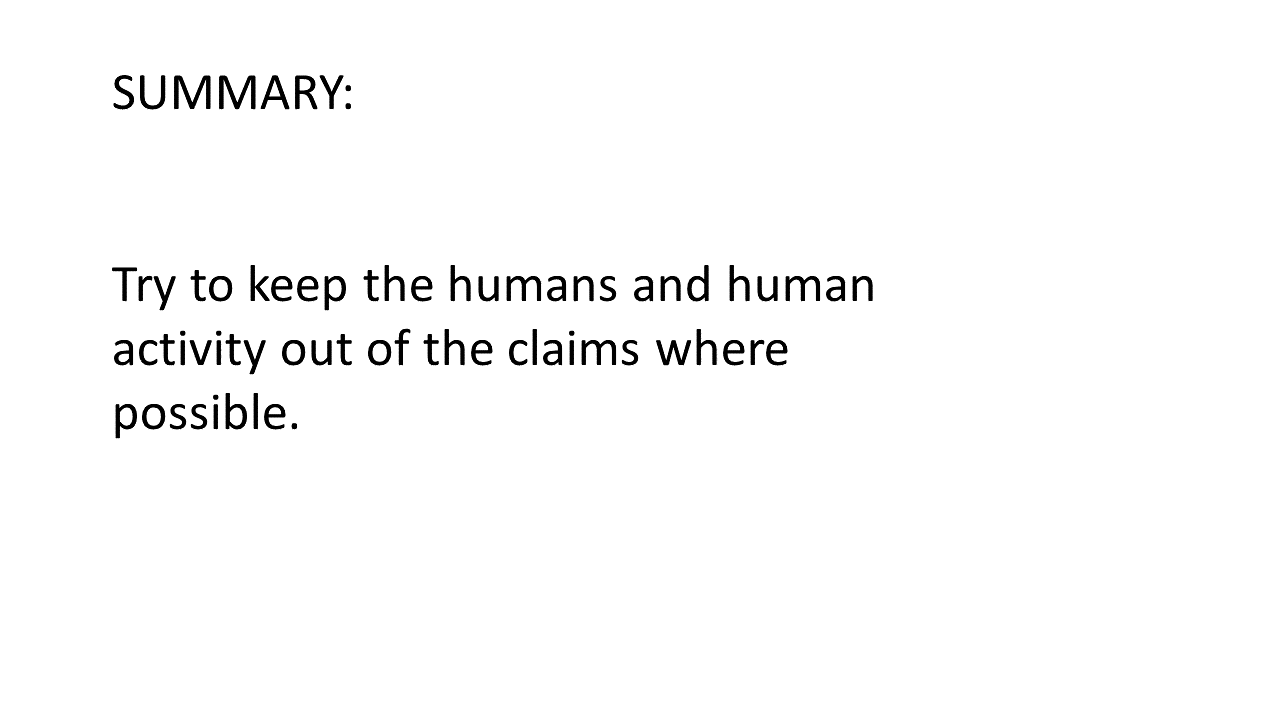 SUMMARY:
Try to keep the humans and human
activity out of the claims where
possible.